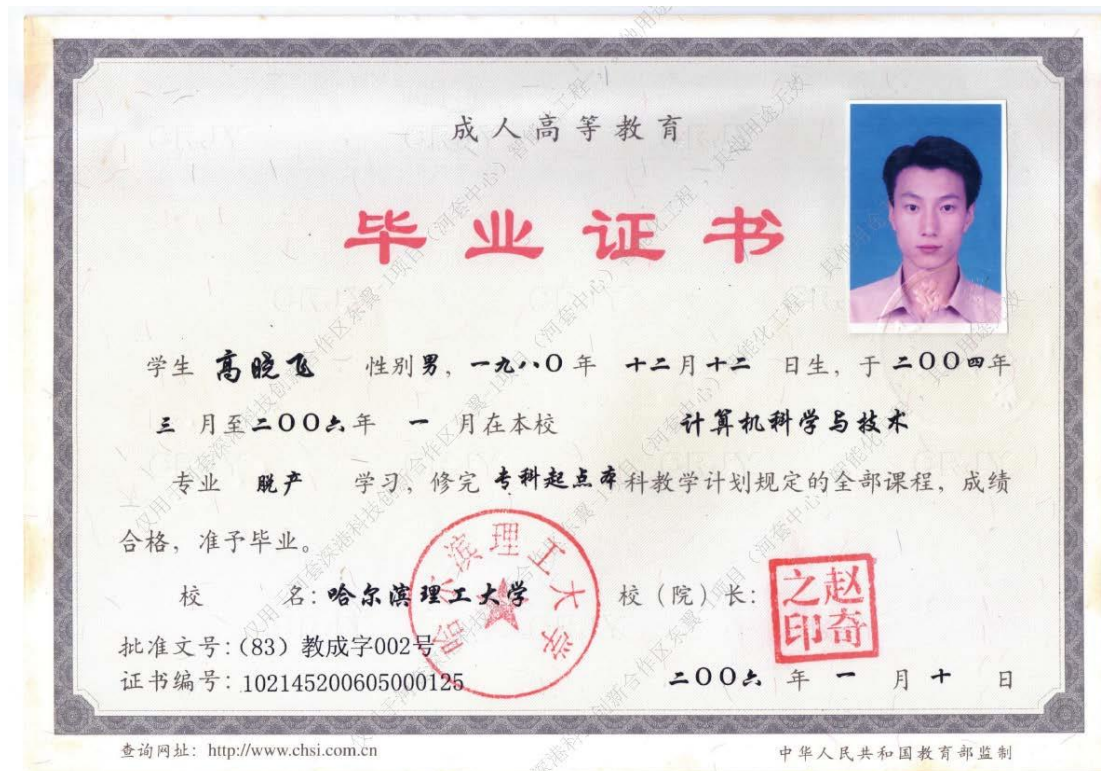 成人高等教育
毕业证书
学生 高晓飞 性别男，一九八〇年 十二月十二 日生，于二〇〇四年
三 月至二〇〇六年 一 月在本校 计算机科学与技术
专业 脱产 学习，修完 专科起点本科教学计划规定的全部课程，成绩
合格，准予毕业。
校 名：哈尔滨理工大学 校（院）长：赵奇之印
哈尔滨理工大学
批准文号：（83）教成字002号
证书编号：102145200605000125 二〇〇六 年 一 月 十 日
查询网址：http://www.chsi.com.cn 中华人民共和国教育部监制